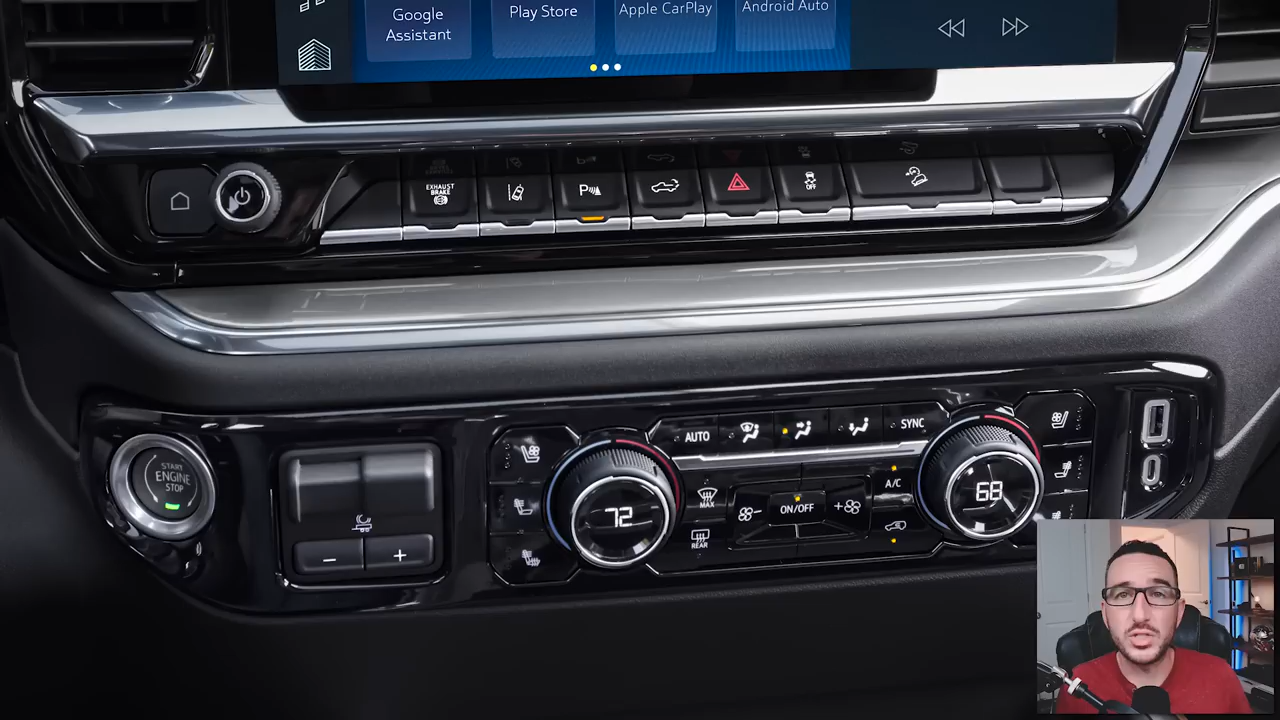 Google
Assistant
Play Store
Apple CarPlay
Android Auto
EXHAUST
BRAKE
P
OFF
START
ENGINE
STOP
72
AUTO
SYNC
MAX
REAR
ON/OFF
A/C
68